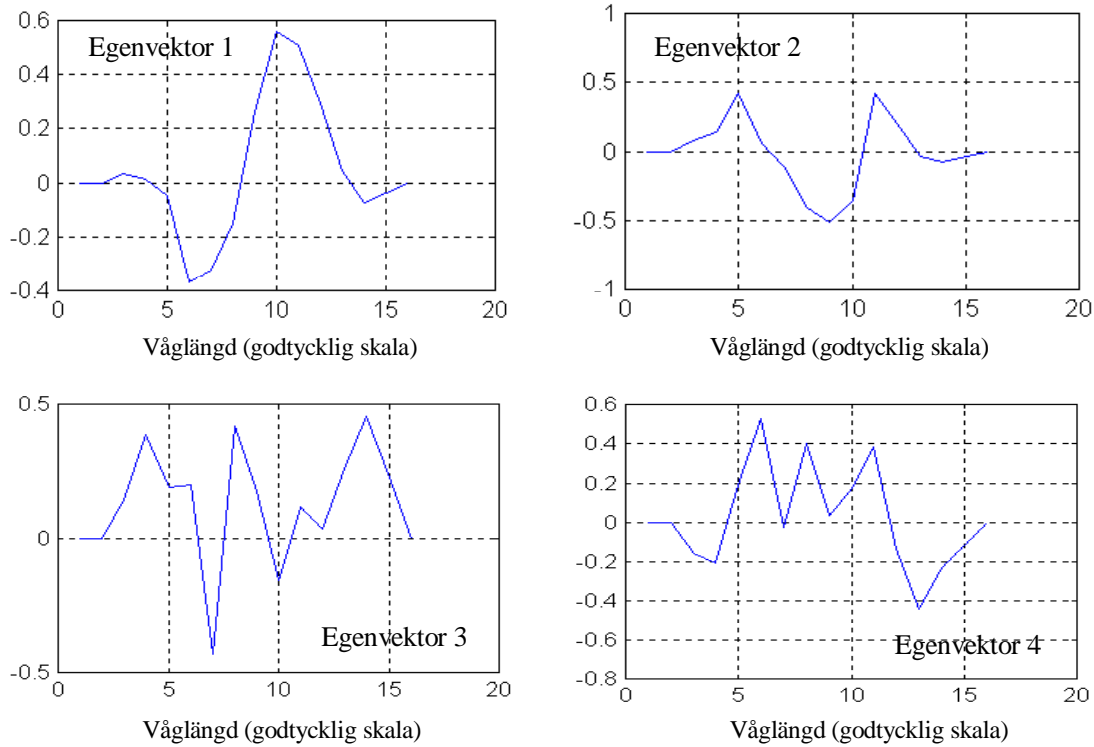 Egenvektor 1
0.6
0.4
0.2
0
-0.2
-0.4
0 5 10 15 20
Våglängd (godtycklig skala)
Egenvektor 2
1
0.5
0
-0.5
-1
0 5 10 15 20
Våglängd (godtycklig skala)
0.5
0
-0.5
Egenvektor 3
0 5 10 15 20
Våglängd (godtycklig skala)
0.6
0.4
0.2
0
-0.2
-0.4
-0.6
-0.8
Egenvektor 4
0 5 10 15 20
Våglängd (godtycklig skala)